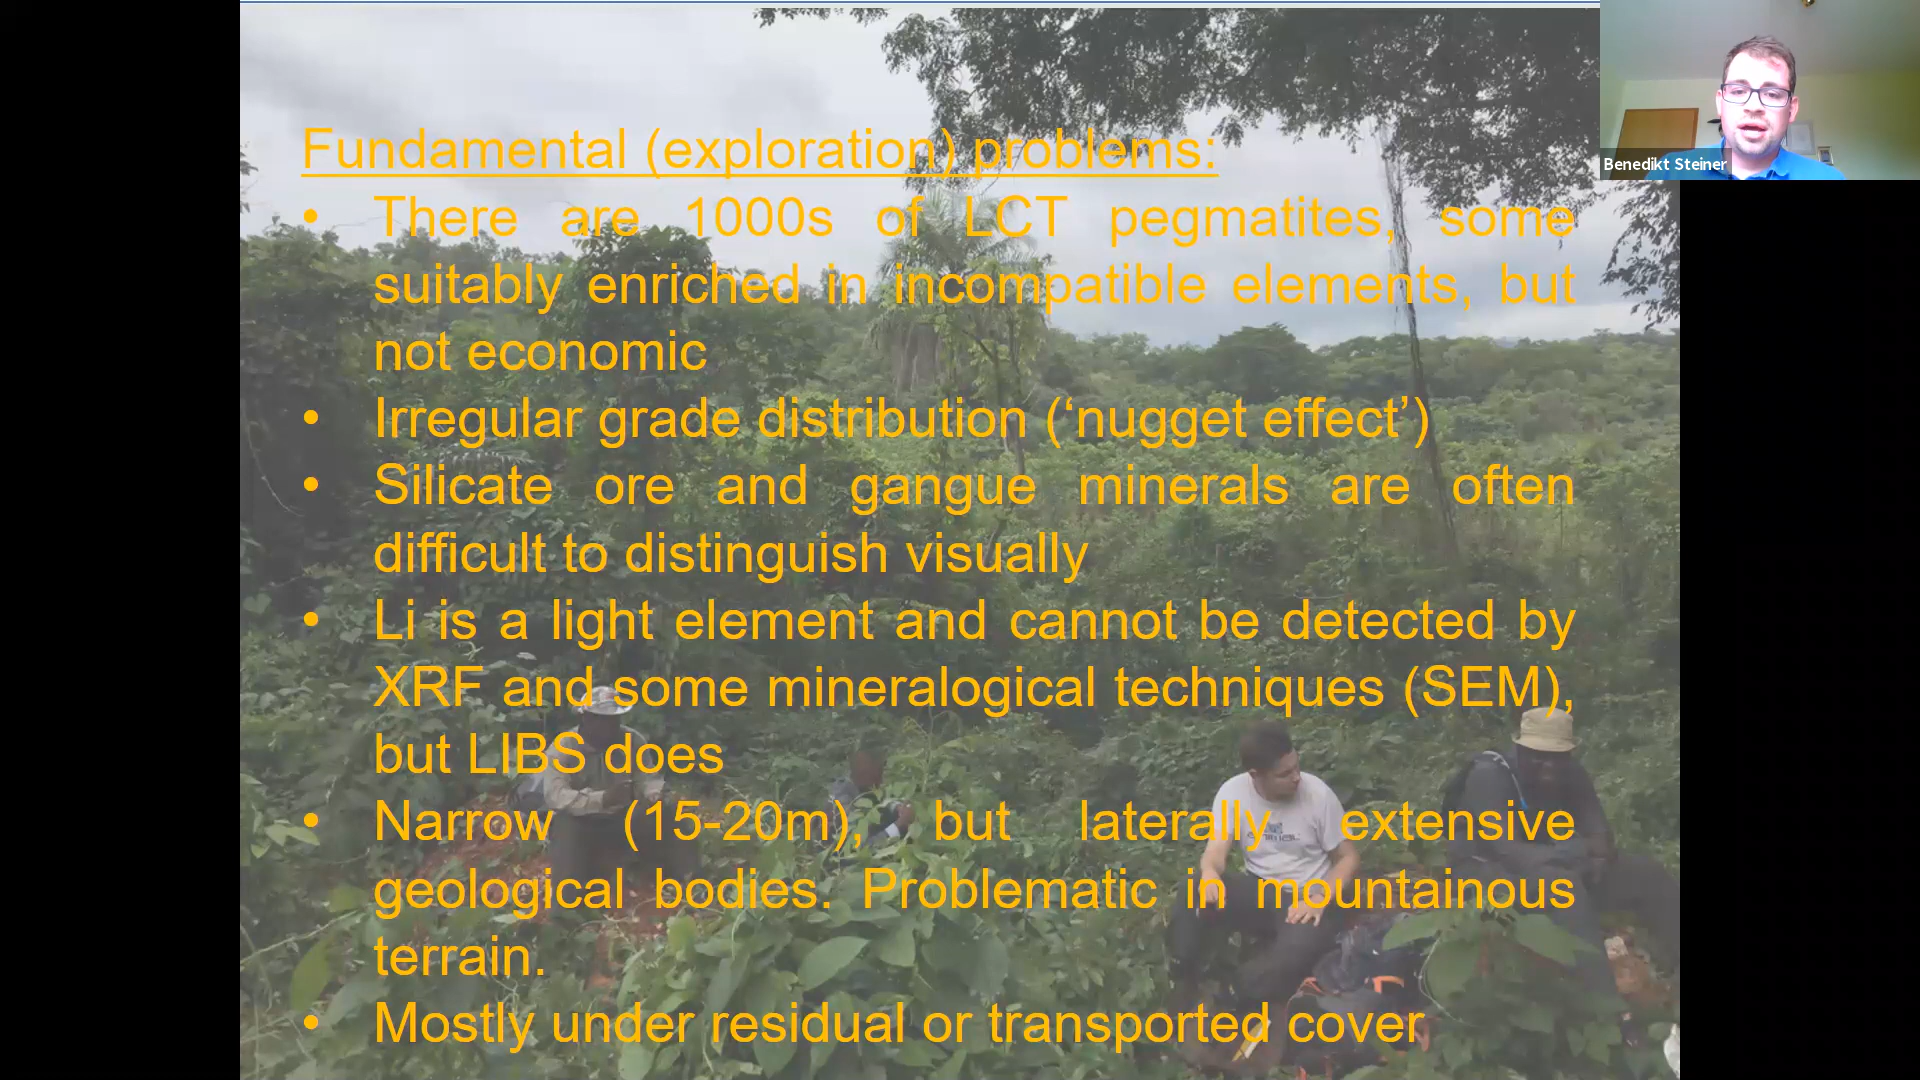 Fundamental (exploration) problems:
• There are 1000s of LCT pegmatites, some
suitably enriched in incompatible elements, but
not economic
• Irregular grade distribution (‘nugget effect’)
• Silicate ore and gangue minerals are often
difficult to distinguish visually
• Li is a light element and cannot be detected by
XRF and some mineralogical techniques (SEM),
but LIBS does
• Narrow (15-20m), but laterally extensive
geological bodies. Problematic in mountainous
terrain.
• Mostly under residual or transported cover
Benedikt Steiner